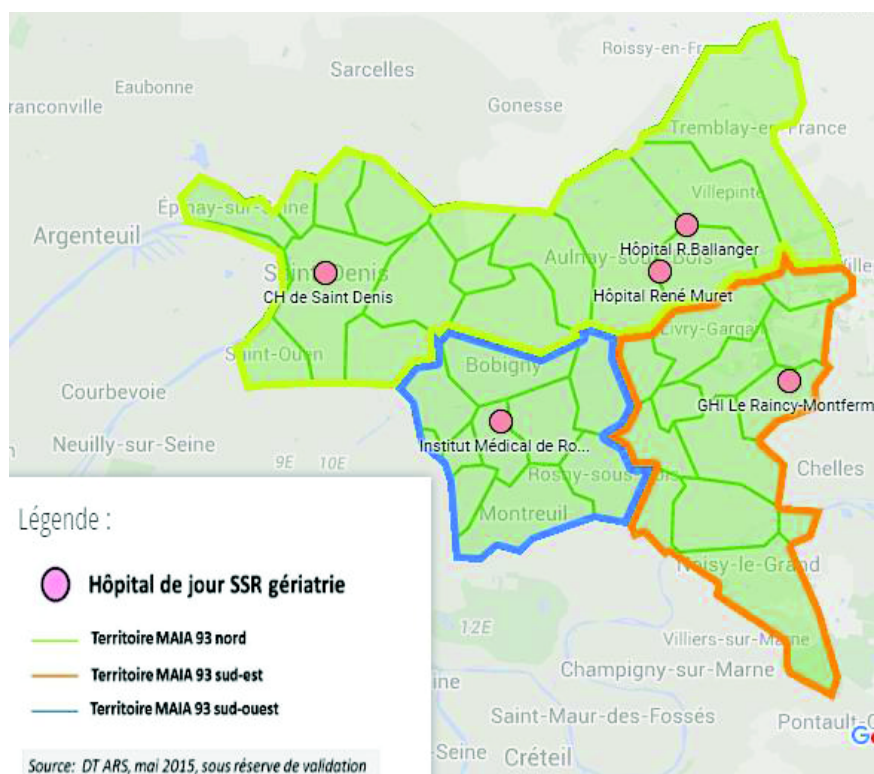 Roissy-en-Fr
Sarcelles
Eaubonne
ranconville
Gonesse
Tremblay-en-France
Villepinte
Épinay-sur-Seine
Argenteuil
Hôpital R.Ballanger
Aulnay-sous-Bois
Saint-Denis
CH de Saint Denis
Hôpital René Muret
Ville
Livry-Gargan
Saint-Ouen
Bobigny
Courbevoie
GHI Le Raincy-Montferm
Neuilly-sur-Seine
9E
10E
Institut Médical de Ro...
Chelles
Rosny-sous-Bois
Montreuil
Noisy-le-Grand
12E
Villiers-sur-Marne
Champigny-sur-Marne
ine
Saint-Maur-des-Fossés
Pontault-C
-Seine
Créteil
Légende :
Hôpital de jour SSR gériatrie
Territoire MAIA 93 nord
Territoire MAIA 93 sud-est
Territoire MAIA 93 sud-ouest
Source: DT ARS, mai 2015, sous réserve de validation